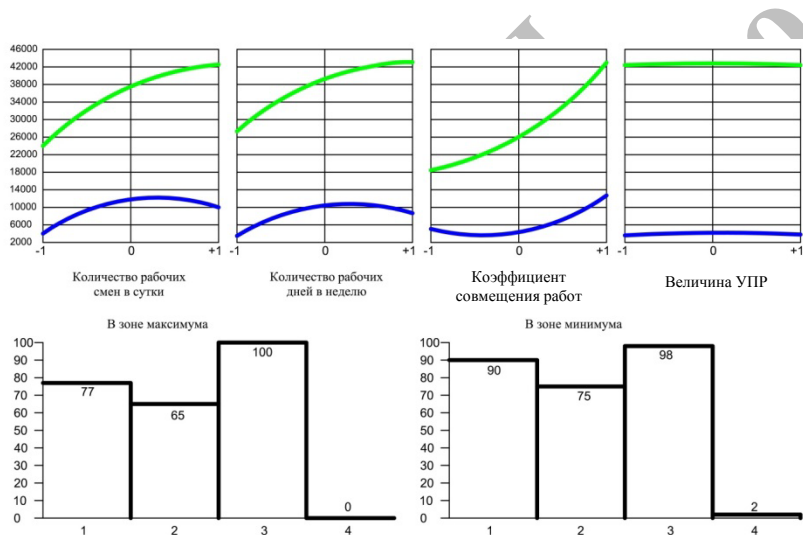 46000
42000
38000
34000
30000
26000
22000
18000
14000
10000
6000
2000
-1 0 +1
-1 0 +1
-1 0 +1
-1 0 +1
Количество рабочих
смен в сутки
Количество рабочих
дней в неделю
Коэффициент
совмещения работ
Величина УПР
В зоне максимума
100
90
80
70
60
50
40
30
20
10
0
77
65
100
0
1 2 3 4
В зоне минимума
100
90
80
70
60
50
40
30
20
10
0
90
75
98
2
1 2 3 4